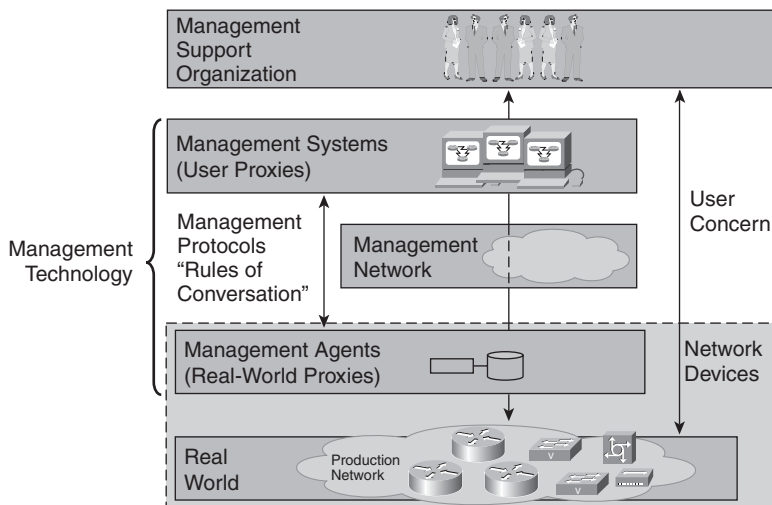 Management
Support
Organization
Management Systems
(User Proxies)
Management
Protocols
“Rules of
Conversation”
Management
Technology
Management
Network
User
Concern
Management Agents
(Real-World Proxies)
Network
Devices
Real
World
Production
Network
V
V